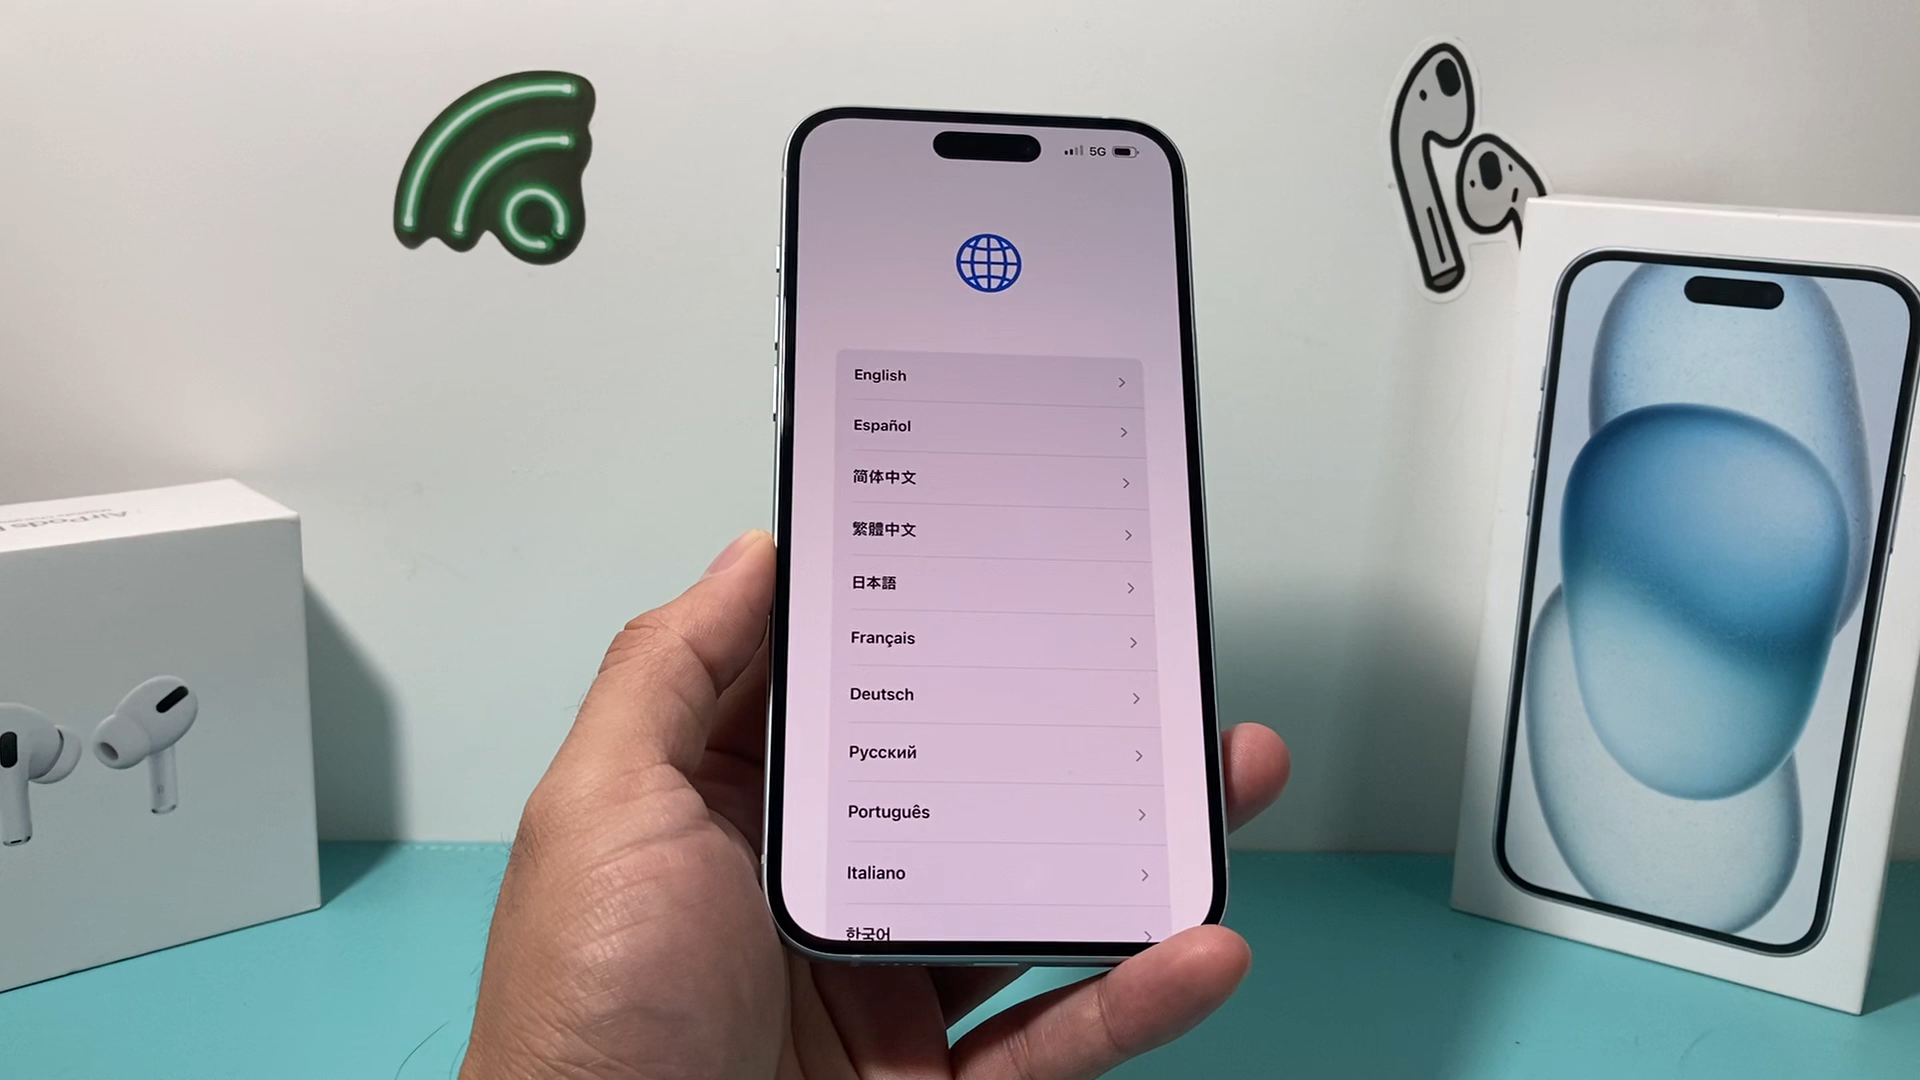 5G
English
Español
简体中文
繁體中文
日本語
Français
Deutsch
Русский
Português
Italiano
한국어
AirPods